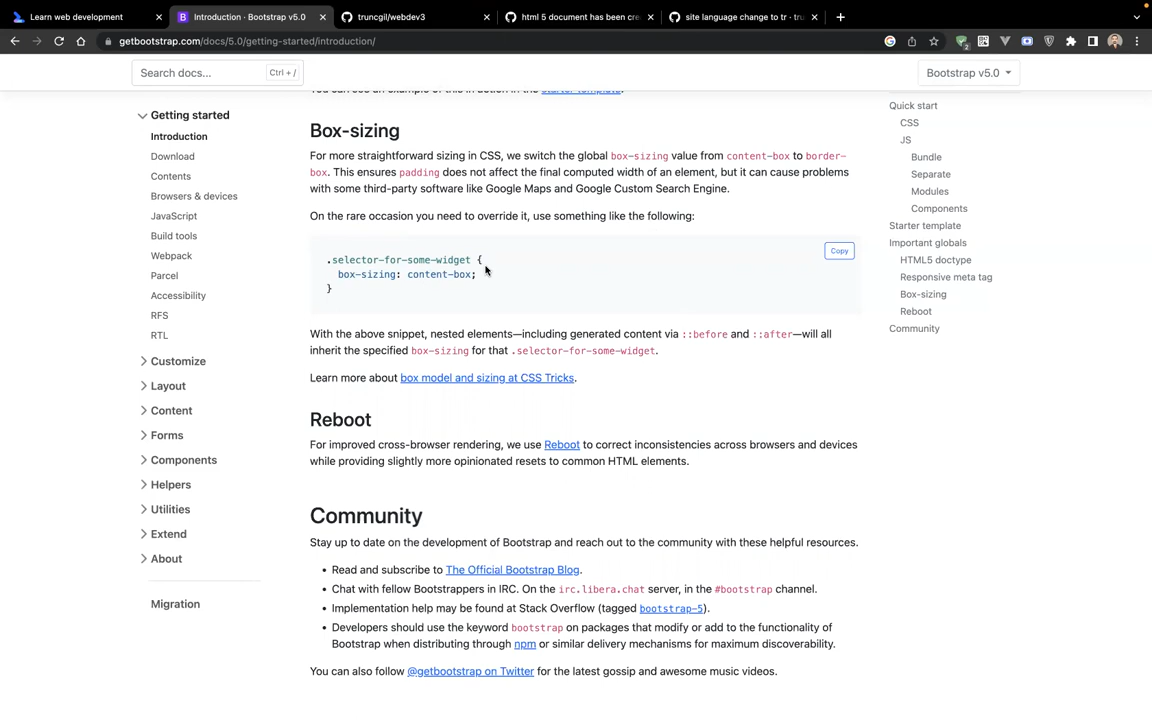 Learn web development
Introduction · Bootstrap v5.0
truncgil/webdev3
html 5 document has been cre
site language change to tr · tru
getbootstrap.com/docs/5.0/getting-started/introduction/
Search docs...
Ctrl + /
Bootstrap v5.0
Getting started
Introduction
Download
Contents
Browsers & devices
JavaScript
Build tools
Webpack
Parcel
Accessibility
RFS
RTL
Customize
Layout
Content
Forms
Components
Helpers
Utilities
Extend
About
Migration
You can see an example of this in action in the starter template.
Box-sizing
For more straightforward sizing in CSS, we switch the global box-sizing value from content-box to border-
box. This ensures padding does not affect the final computed width of an element, but it can cause problems
with some third-party software like Google Maps and Google Custom Search Engine.
On the rare occasion you need to override it, use something like the following:
Copy
.selector-for-some-widget {
box-sizing: content-box;
}
With the above snippet, nested elements—including generated content via ::before and ::after—will all
inherit the specified box-sizing for that .selector-for-some-widget.
Learn more about box model and sizing at CSS Tricks.
Reboot
For improved cross-browser rendering, we use Reboot to correct inconsistencies across browsers and devices
while providing slightly more opinionated resets to common HTML elements.
Community
Stay up to date on the development of Bootstrap and reach out to the community with these helpful resources.
• Read and subscribe to The Official Bootstrap Blog.
• Chat with fellow Bootstrappers in IRC. On the irc.libera.chat server, in the #bootstrap channel.
• Implementation help may be found at Stack Overflow (tagged bootstrap-5).
• Developers should use the keyword bootstrap on packages that modify or add to the functionality of
Bootstrap when distributing through npm or similar delivery mechanisms for maximum discoverability.
You can also follow @getbootstrap on Twitter for the latest gossip and awesome music videos.
Quick start
CSS
JS
Bundle
Separate
Modules
Components
Starter template
Important globals
HTML5 doctype
Responsive meta tag
Box-sizing
Reboot
Community